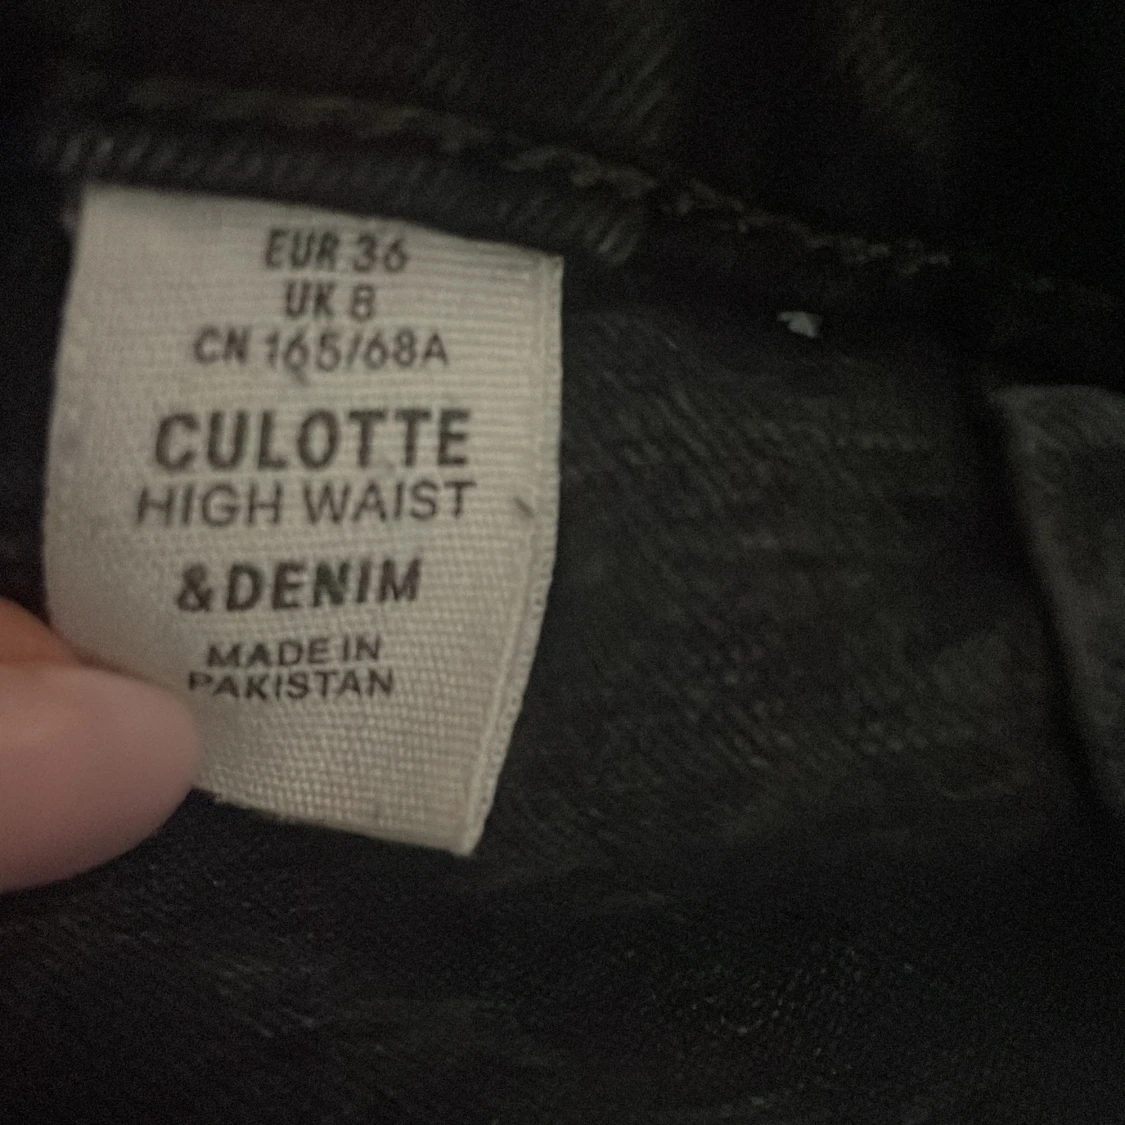 EUR 36
UK 8
CN 165/68A
CULOTTE
HIGH WAIST
&DENIM
MADE IN
PAKISTAN